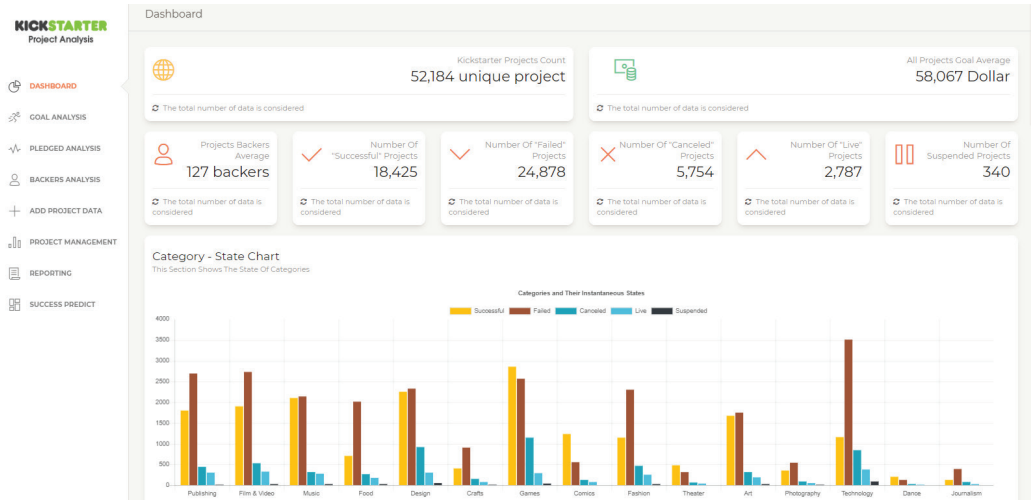 KICKSTARTER
Project Analysis
DASHBOARD
GOAL ANALYSIS
PLEDGED ANALYSIS
BACKERS ANALYSIS
ADD PROJECT DATA
PROJECT MANAGEMENT
REPORTING
SUCCESS PREDICT
Dashboard
Kickstarter Projects Count
52,184 unique project
The total number of data is considered
All Projects Goal Average
58,067 Dollar
The total number of data is considered
Projects Backers
Average
127 backers
The total number of data is
considered
Number Of
"Successful" Projects
18,425
The total number of data is
considered
Number Of "Failed"
Projects
24,878
The total number of data is
considered
Number Of "Canceled"
Projects
5,754
The total number of data is
considered
Number Of "Live"
Projects
2,787
The total number of data is
considered
Number Of
Suspended Projects
340
The total number of data is
considered
Category - State Chart
This Section Shows The State Of Categories
Categories and Their Instantaneous States
Successful Failed Canceled Live Suspended
4000
3500
3000
2500
2000
1500
1000
500
0
Publishing Film & Video Music Food Design Crafts Games Comics Fashion Theater Art Photography Technology Dance Journalism